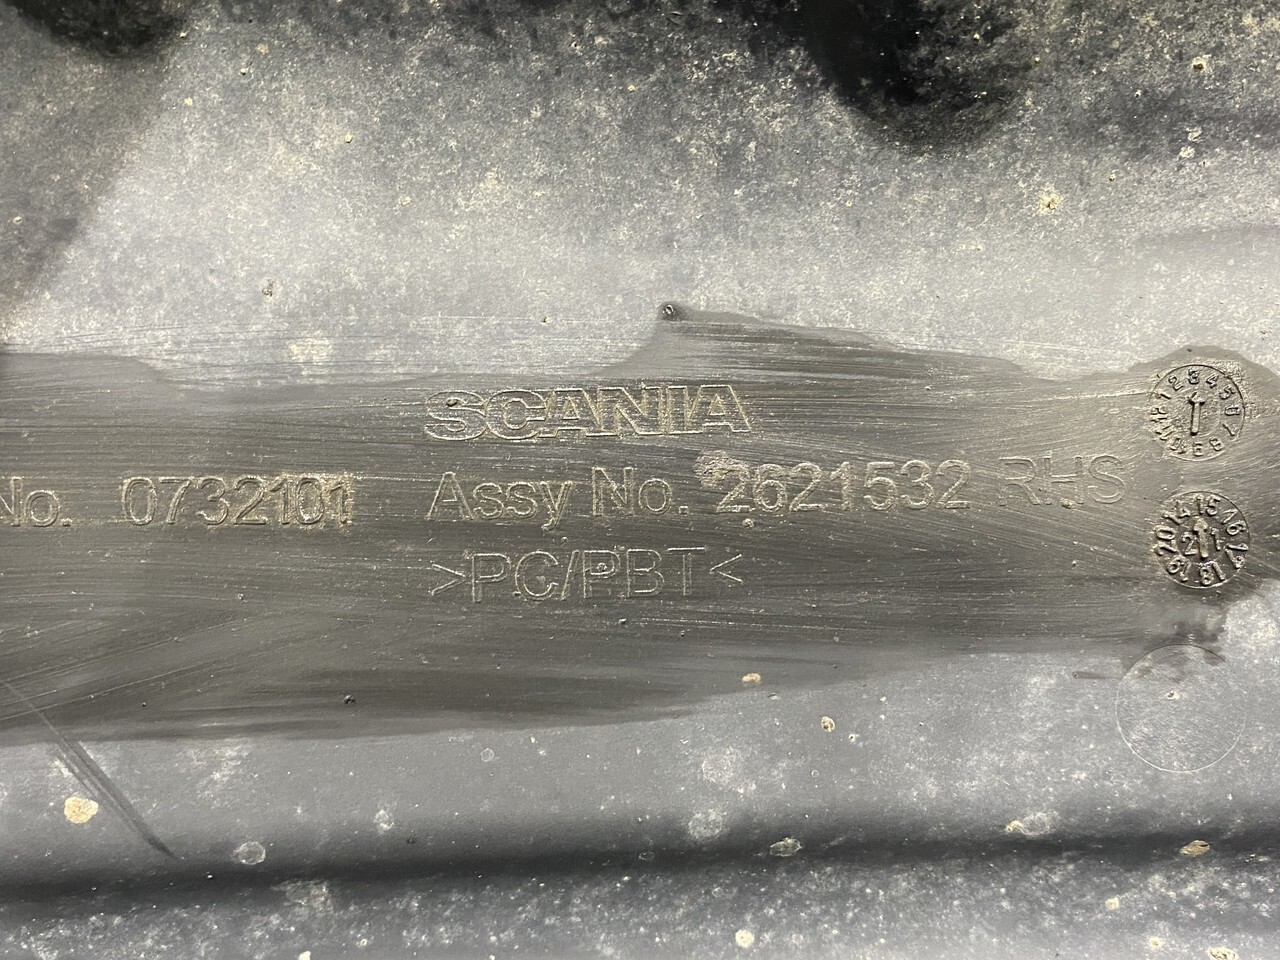 SCANIA
No. 0732101 Assy No. 2621532 RHS
>PC/PBT<